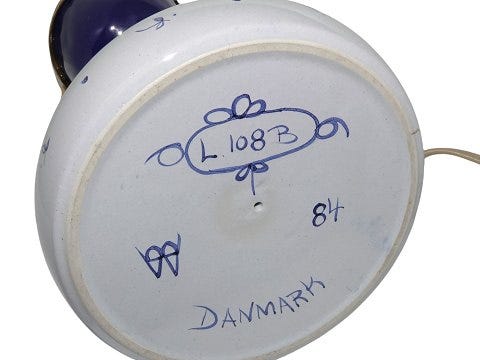 L. 108 B
84
W
DANMARK